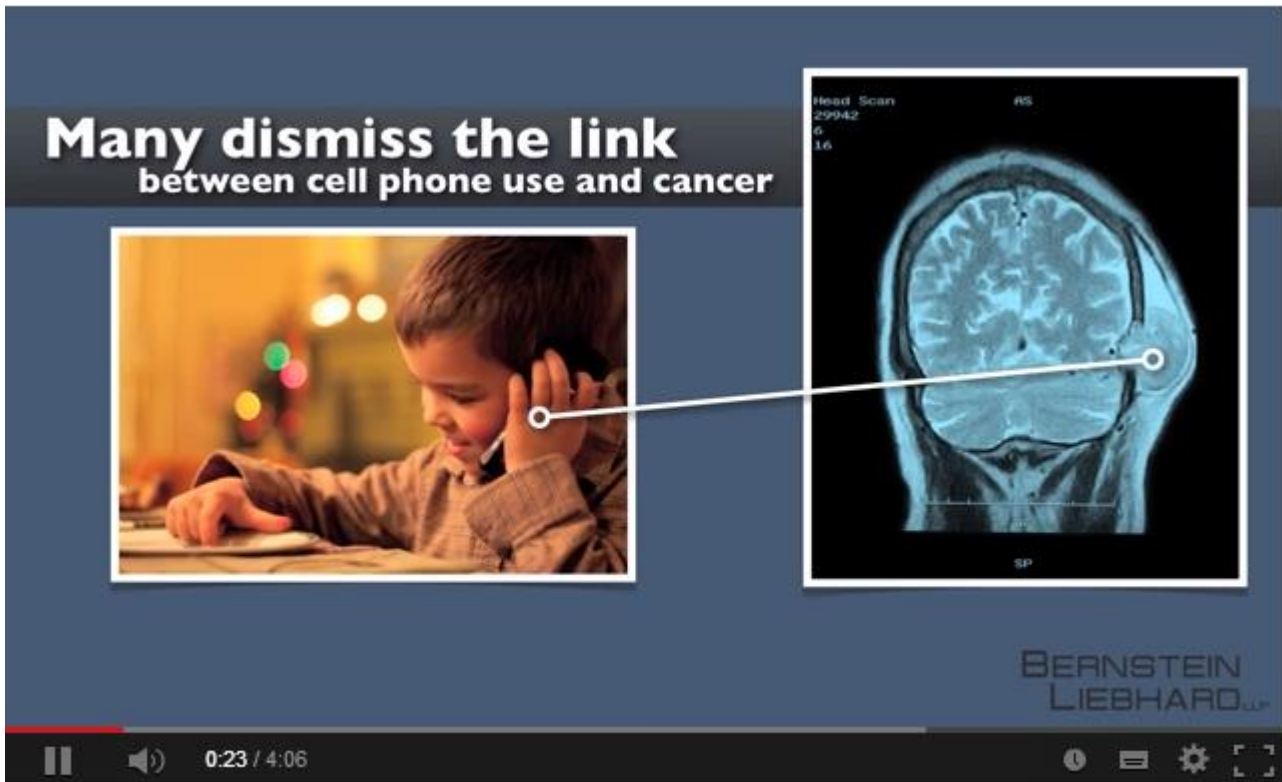 Many dismiss the link
between cell phone use and cancer
Head Scan
29942
6
16
AS
SP
BERNSTEIN
LIEBHARD LLP
0:23 / 4:06